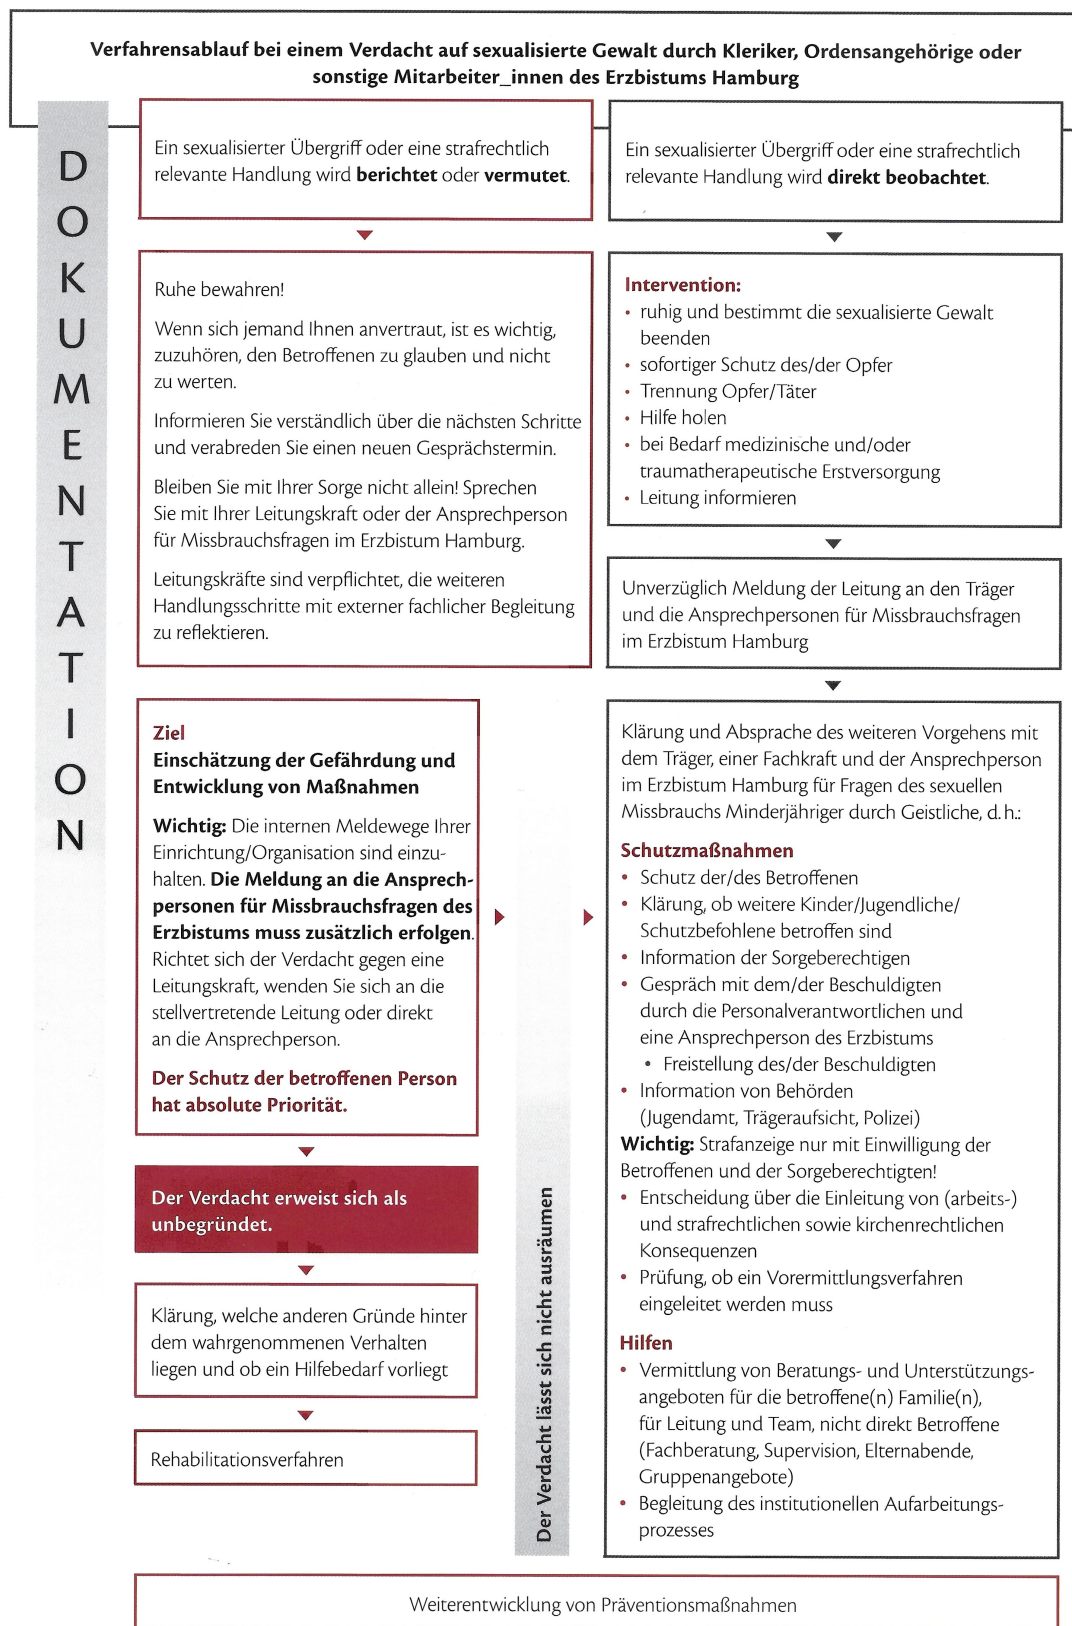 Verfahrensablauf bei einem Verdacht auf sexualisierte Gewalt durch Kleriker, Ordensangehörige oder
sonstige Mitarbeiter_innen des Erzbistums Hamburg
DOKUMENTATION
Ein sexualisierter Übergriff oder eine strafrechtlich
relevante Handlung wird berichtet oder vermutet.
Ruhe bewahren!
Wenn sich jemand Ihnen anvertraut, ist es wichtig,
zuzuhören, den Betroffenen zu glauben und nicht
zu werten.
Informieren Sie verständlich über die nächsten Schritte
und verabreden Sie einen neuen Gesprächstermin.
Bleiben Sie mit Ihrer Sorge nicht allein! Sprechen
Sie mit Ihrer Leitungskraft oder der Ansprechperson
für Missbrauchsfragen im Erzbistum Hamburg.
Leitungskräfte sind verpflichtet, die weiteren
Handlungsschritte mit externer fachlicher Begleitung
zu reflektieren.
Ziel
Einschätzung der Gefährdung und
Entwicklung von Maßnahmen
Wichtig: Die internen Meldewege Ihrer
Einrichtung/Organisation sind einzu-
halten. Die Meldung an die Ansprech-
personen für Missbrauchsfragen des
Erzbistums muss zusätzlich erfolgen.
Richtet sich der Verdacht gegen eine
Leitungskraft, wenden Sie sich an die
stellvertretende Leitung oder direkt
an die Ansprechperson.
Der Schutz der betroffenen Person
hat absolute Priorität.
Der Verdacht erweist sich als
unbegründet.
Klärung, welche anderen Gründe hinter
dem wahrgenommenen Verhalten
liegen und ob ein Hilfebedarf vorliegt
Rehabilitationsverfahren
Der Verdacht lässt sich nicht ausräumen
Ein sexualisierter Übergriff oder eine strafrechtlich
relevante Handlung wird direkt beobachtet.
Intervention:
• ruhig und bestimmt die sexualisierte Gewalt
beenden
• sofortiger Schutz des/der Opfer
• Trennung Opfer/Täter
• Hilfe holen
• bei Bedarf medizinische und/oder
traumatherapeutische Erstversorgung
• Leitung informieren
Unverzüglich Meldung der Leitung an den Träger
und die Ansprechpersonen für Missbrauchsfragen
im Erzbistum Hamburg
Klärung und Absprache des weiteren Vorgehens mit
dem Träger, einer Fachkraft und der Ansprechperson
im Erzbistum Hamburg für Fragen des sexuellen
Missbrauchs Minderjähriger durch Geistliche, d. h.:
Schutzmaßnahmen
• Schutz der/des Betroffenen
• Klärung, ob weitere Kinder/Jugendliche/
Schutzbefohlene betroffen sind
• Information der Sorgeberechtigen
• Gespräch mit dem/der Beschuldigten
durch die Personalverantwortlichen und
eine Ansprechperson des Erzbistums
• Freistellung des/der Beschuldigten
• Information von Behörden
(Jugendamt, Trägeraufsicht, Polizei)
Wichtig: Strafanzeige nur mit Einwilligung der
Betroffenen und der Sorgeberechtigten!
• Entscheidung über die Einleitung von (arbeits-)
und strafrechtlichen sowie kirchenrechtlichen
Konsequenzen
• Prüfung, ob ein Vorermittlungsverfahren
eingeleitet werden muss
Hilfen
• Vermittlung von Beratungs- und Unterstützungs-
angeboten für die betroffene(n) Familie(n),
für Leitung und Team, nicht direkt Betroffene
(Fachberatung, Supervision, Elternabende,
Gruppenangebote)
• Begleitung des institutionellen Aufarbeitungs-
prozesses
Weiterentwicklung von Präventionsmaßnahmen